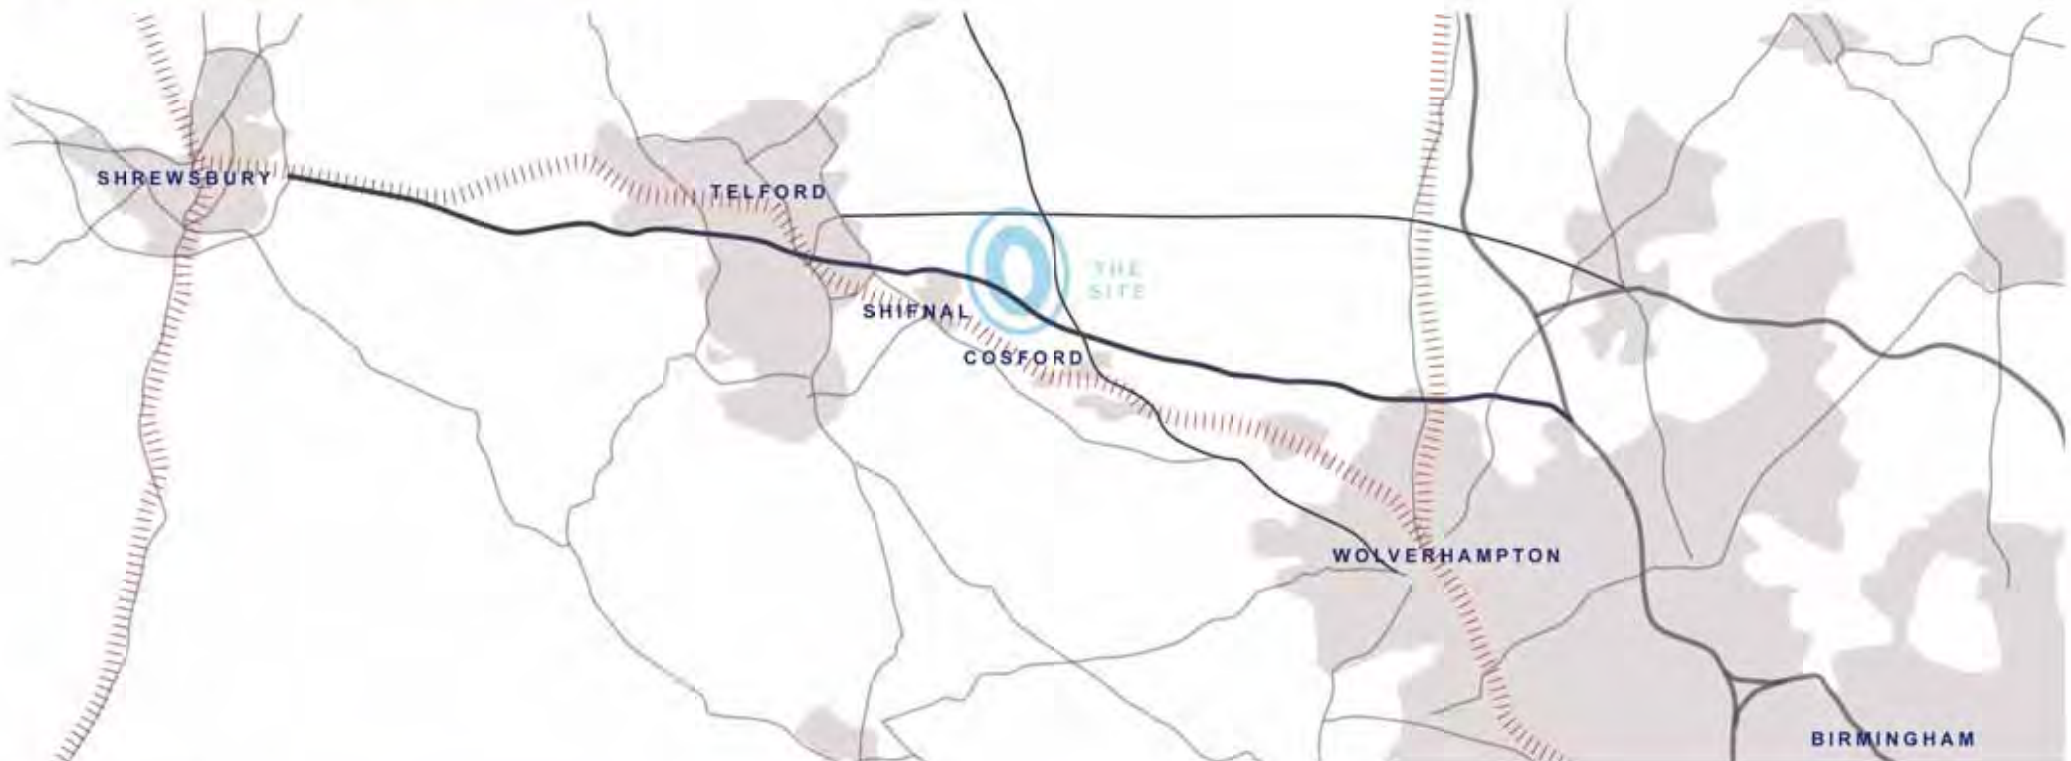 SHREWSBURY
TELFORD
THE
SITE
SHIFNAL
COSFORD
WOLVERHAMPTON
BIRMINGHAM